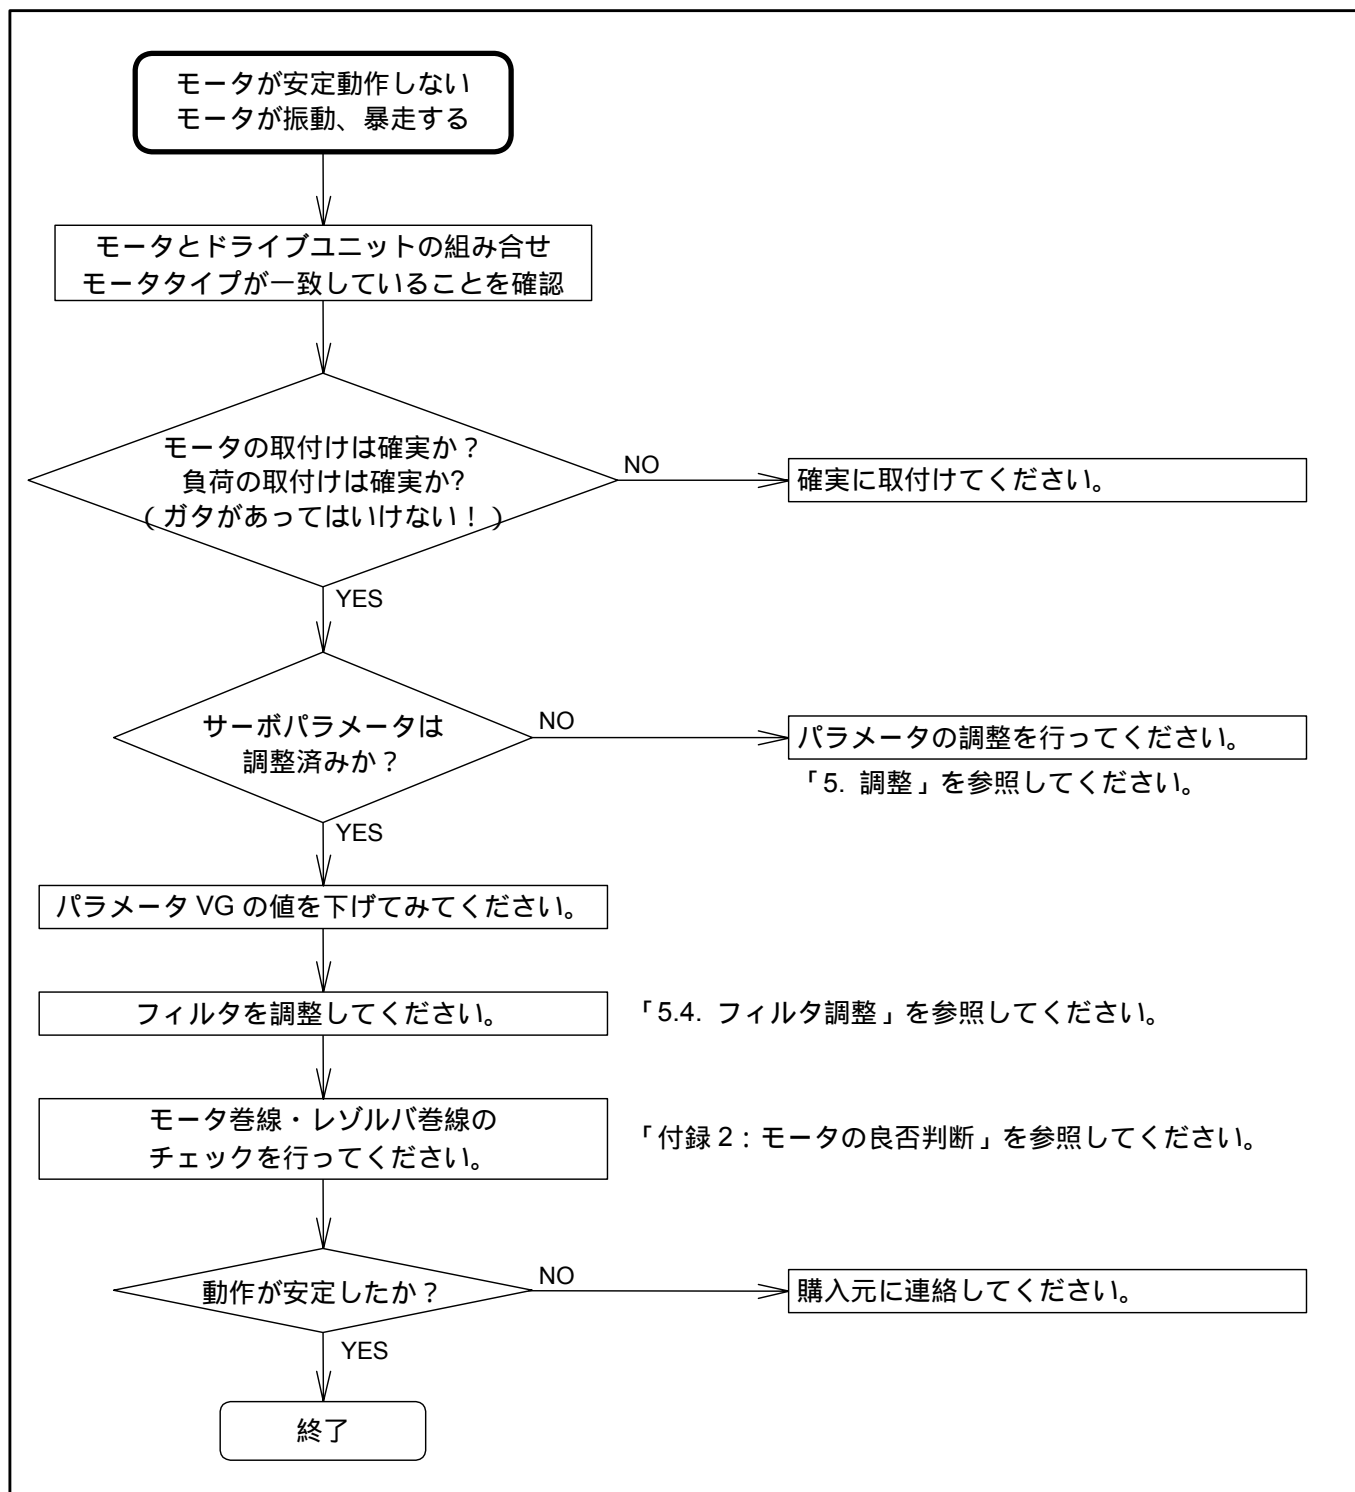 モータが安定動作しない
モータが振動、暴走する
モータとドライブユニットの組み合せ
モータタイプが一致していることを確認
モータの取付けは確実か？
負荷の取付けは確実か?
（ガタがあってはいけない！）
NO
確実に取付けてください。
YES
サーボパラメータは
調整済みか？
NO
パラメータの調整を行ってください。
「5. 調整」を参照してください。
YES
パラメータ VG の値を下げてみてください。
フィルタを調整してください。
「5.4. フィルタ調整」を参照してください。
モータ巻線・レゾルバ巻線の
チェックを行ってください。
「付録 2：モータの良否判断」を参照してください。
動作が安定したか？
NO
購入元に連絡してください。
YES
終了